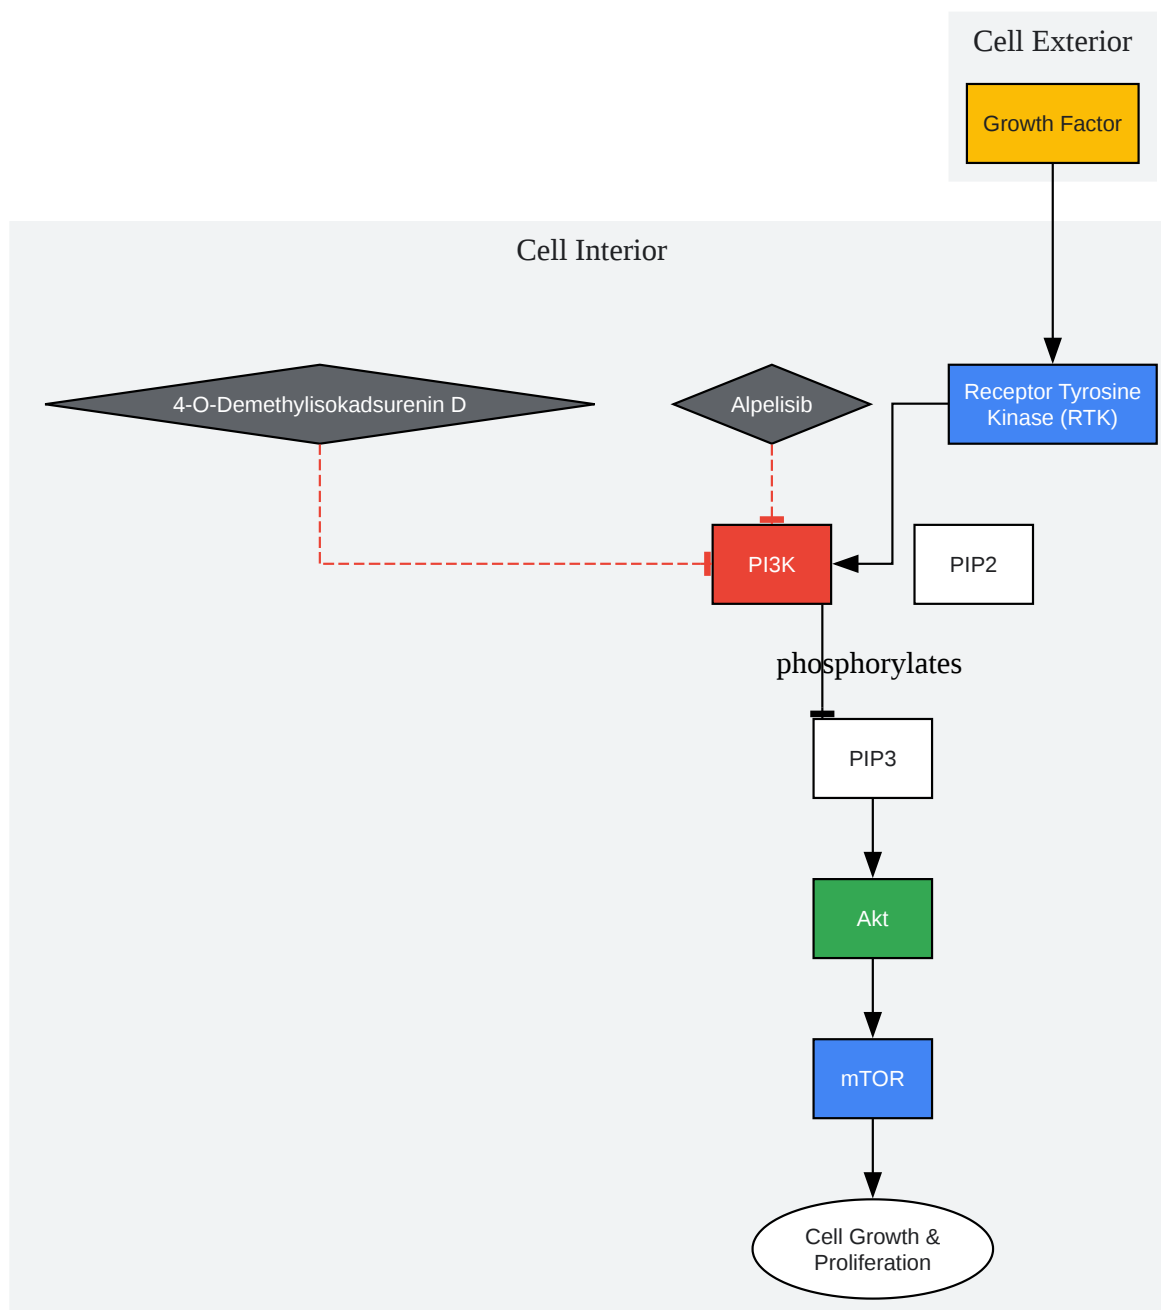 Cell Exterior
Growth Factor
Cell Interior
4-O-Demethylisokadsurenin D
Alpelisib
Receptor Tyrosine
Kinase (RTK)
PI3K
PIP2
phosphorylates
PIP3
Akt
mTOR
Cell Growth &
Proliferation